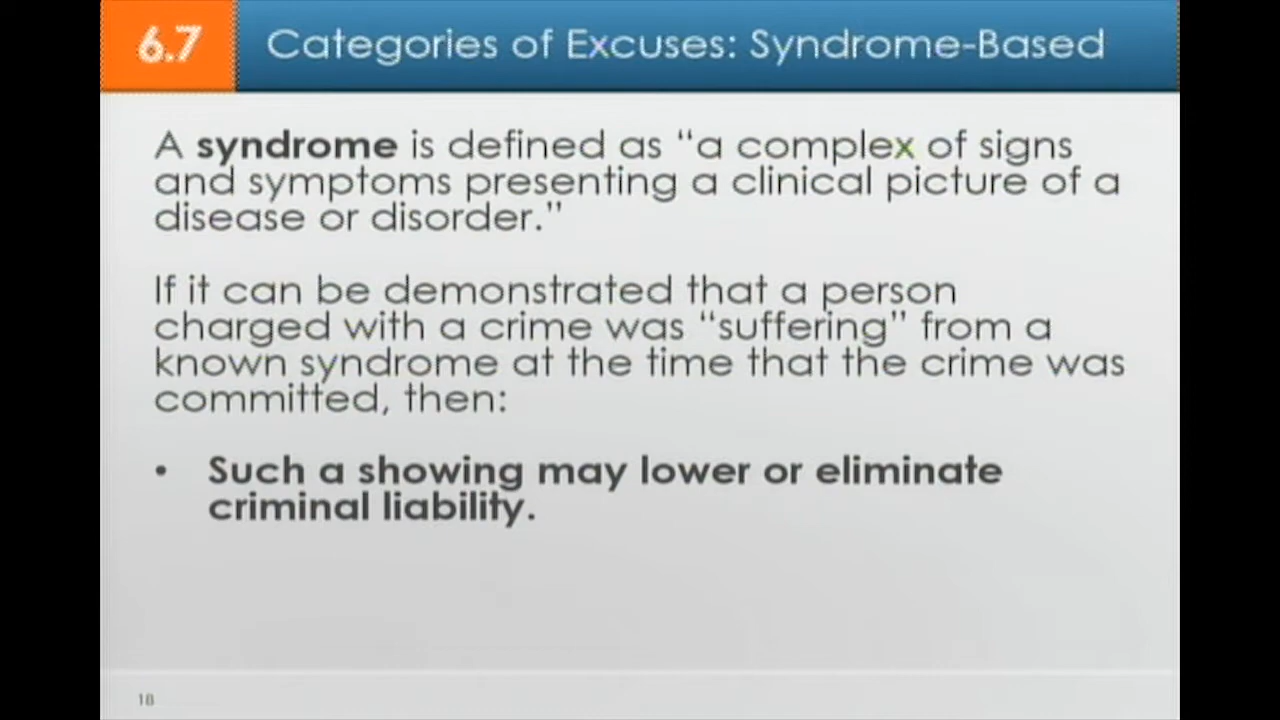 6.7
Categories of Excuses: Syndrome-Based
A syndrome is defined as “a complex of signs
and symptoms presenting a clinical picture of a
disease or disorder.”
If it can be demonstrated that a person
charged with a crime was “suffering” from a
known syndrome at the time that the crime was
committed, then:
• Such a showing may lower or eliminate
criminal liability.
18